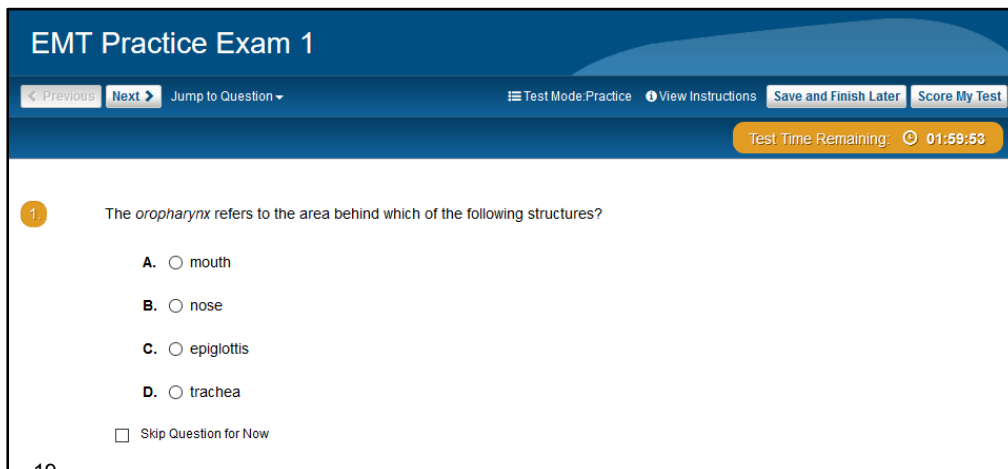 EMT Practice Exam 1
Previous Next Jump to Question Test Mode:Practice View Instructions Save and Finish Later Score My Test
Test Time Remaining: 01:59:53
1. The oropharynx refers to the area behind which of the following structures?
A. mouth
B. nose
C. epiglottis
D. trachea
Skip Question for Now